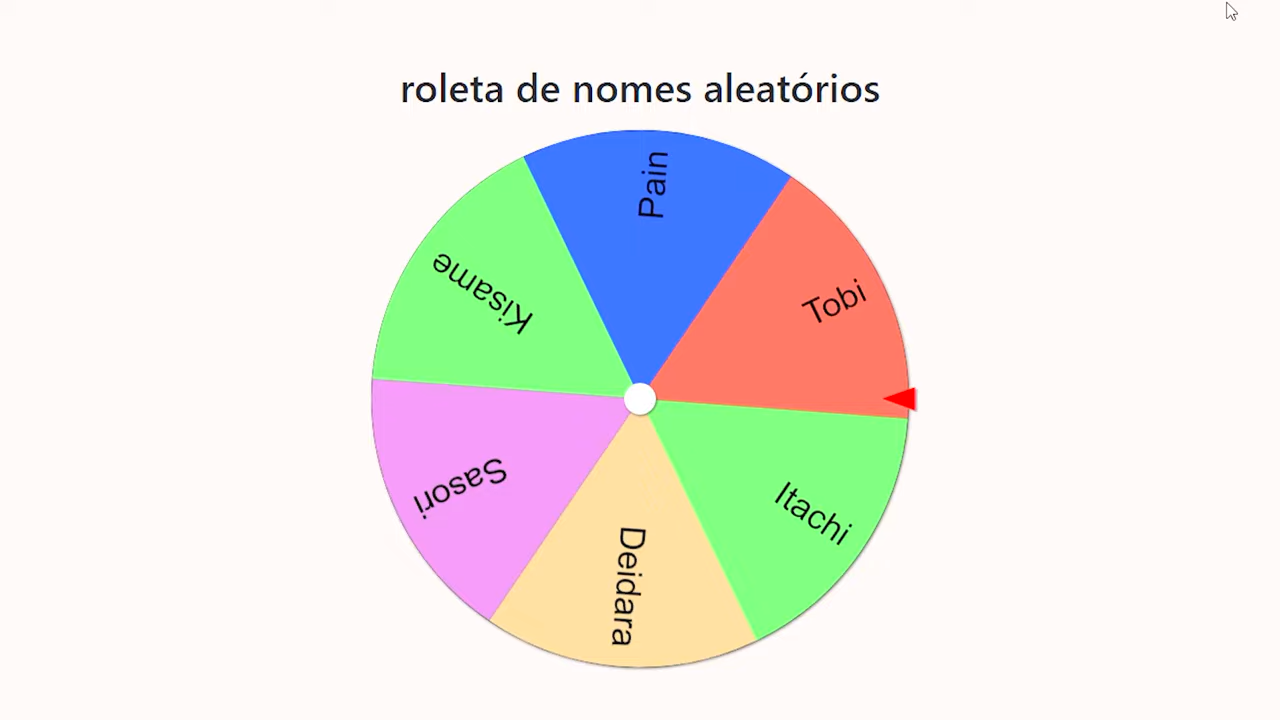 roleta de nomes aleatórios
Pain
Tobi
Kisame
Sasori
Itachi
Deidara